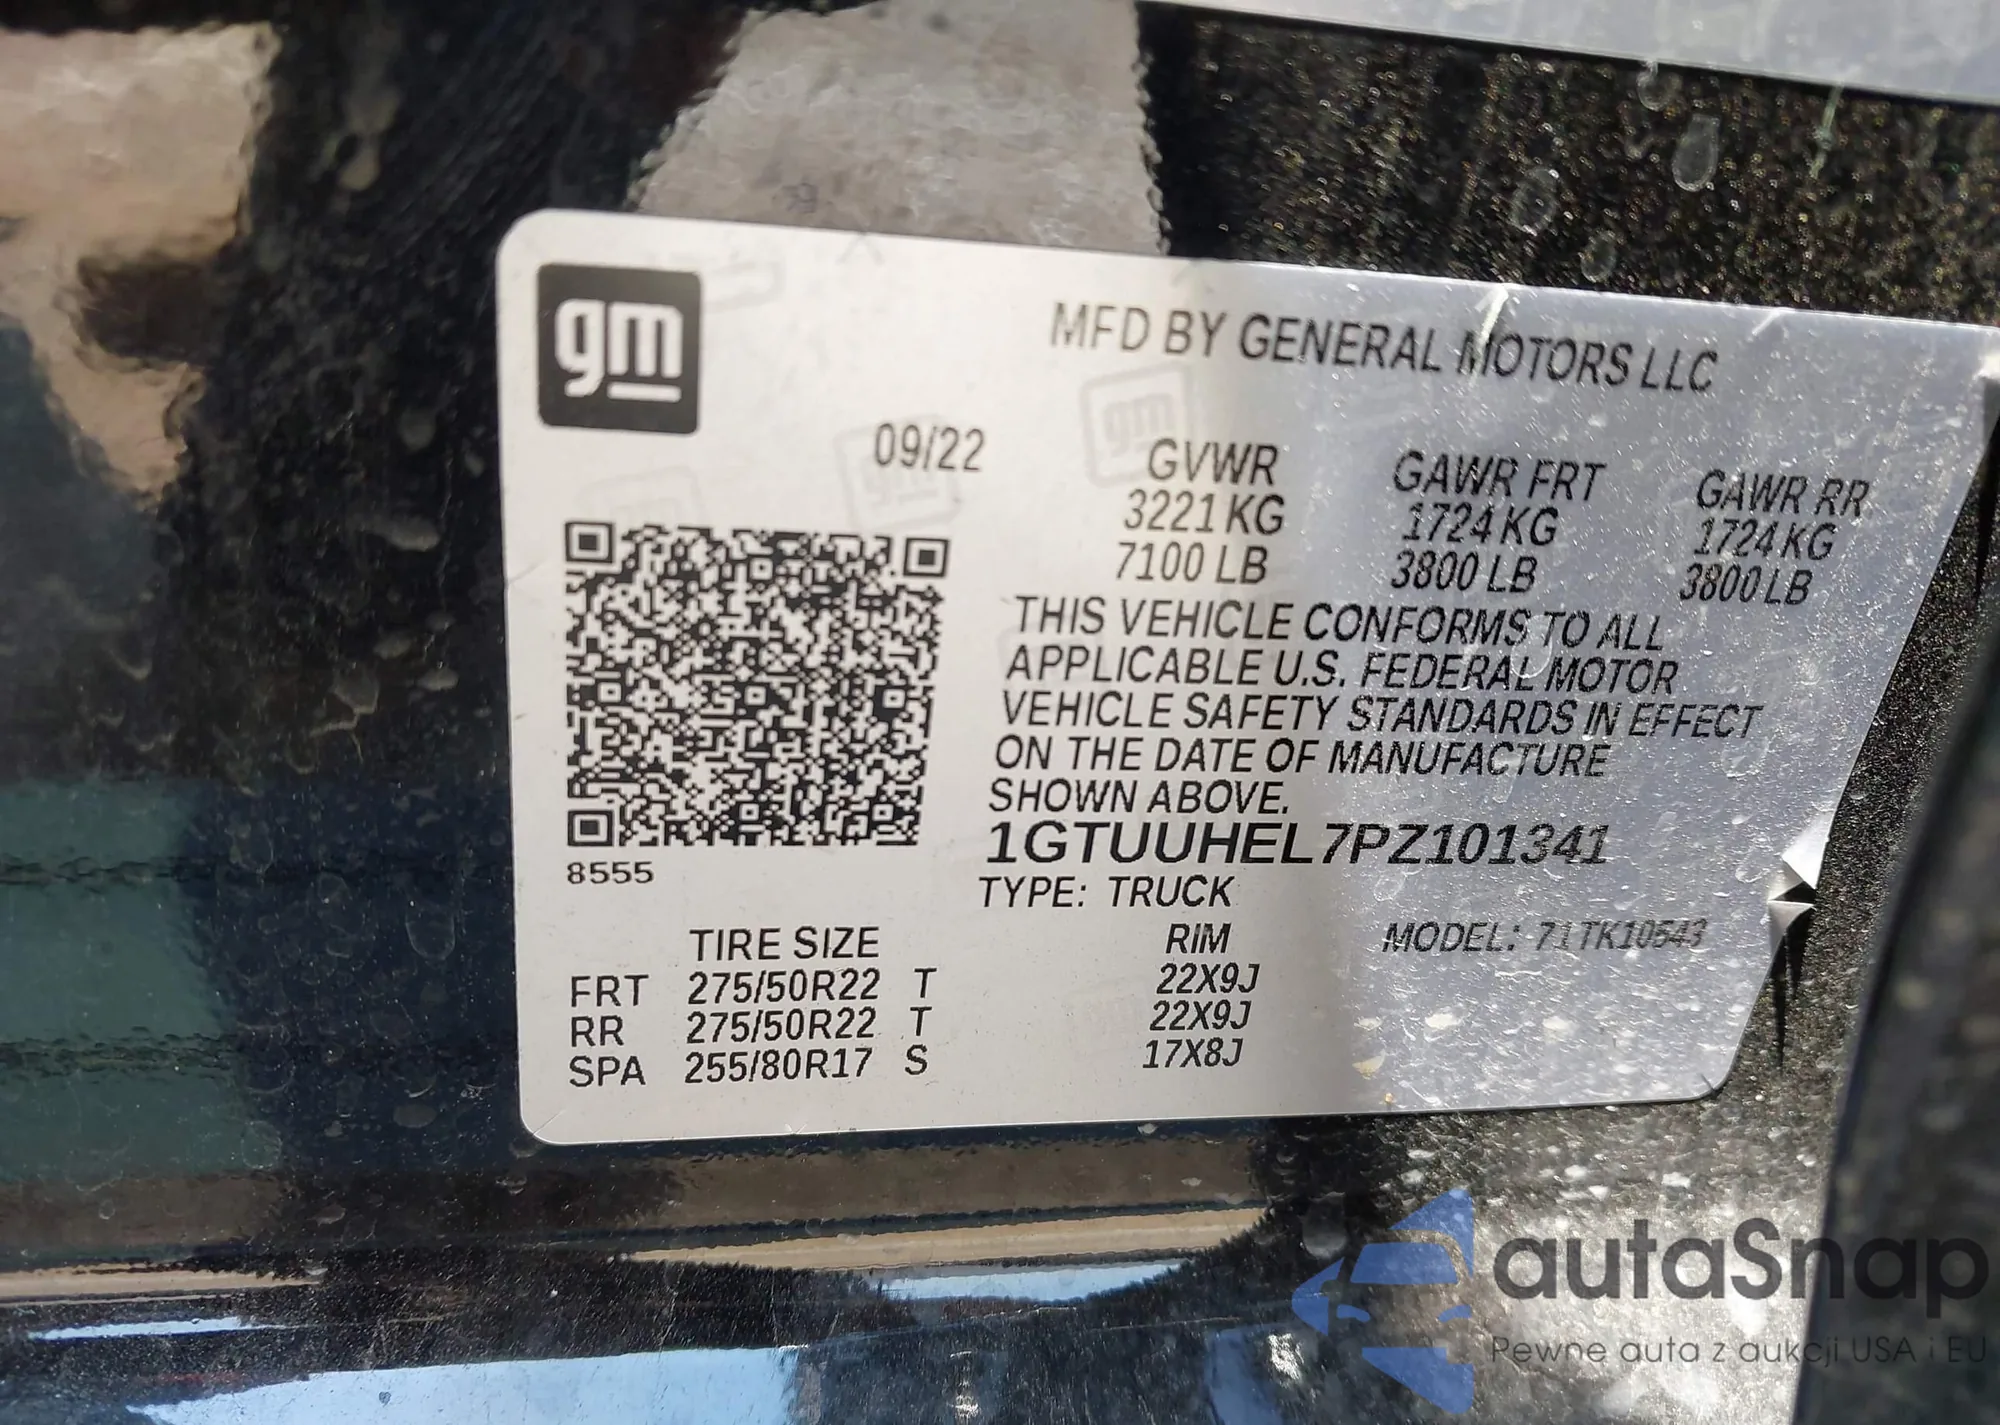 gm
MFD BY GENERAL MOTORS LLC
09/22
GVWR GAWR FRT GAWR RR
3221 KG 1724 KG 1724 KG
7100 LB 3800 LB 3800 LB
THIS VEHICLE CONFORMS TO ALL
APPLICABLE U.S. FEDERAL MOTOR
VEHICLE SAFETY STANDARDS IN EFFECT
ON THE DATE OF MANUFACTURE
SHOWN ABOVE.
1GTUUHEL7PZ101341
8555
TYPE: TRUCK
TIRE SIZE RIM MODEL: 71TK10543
FRT 275/50R22 T 22X9J
RR 275/50R22 T 22X9J
SPA 255/80R17 S 17X8J
autaSnap
Pewne auta z aukcji USA i EU